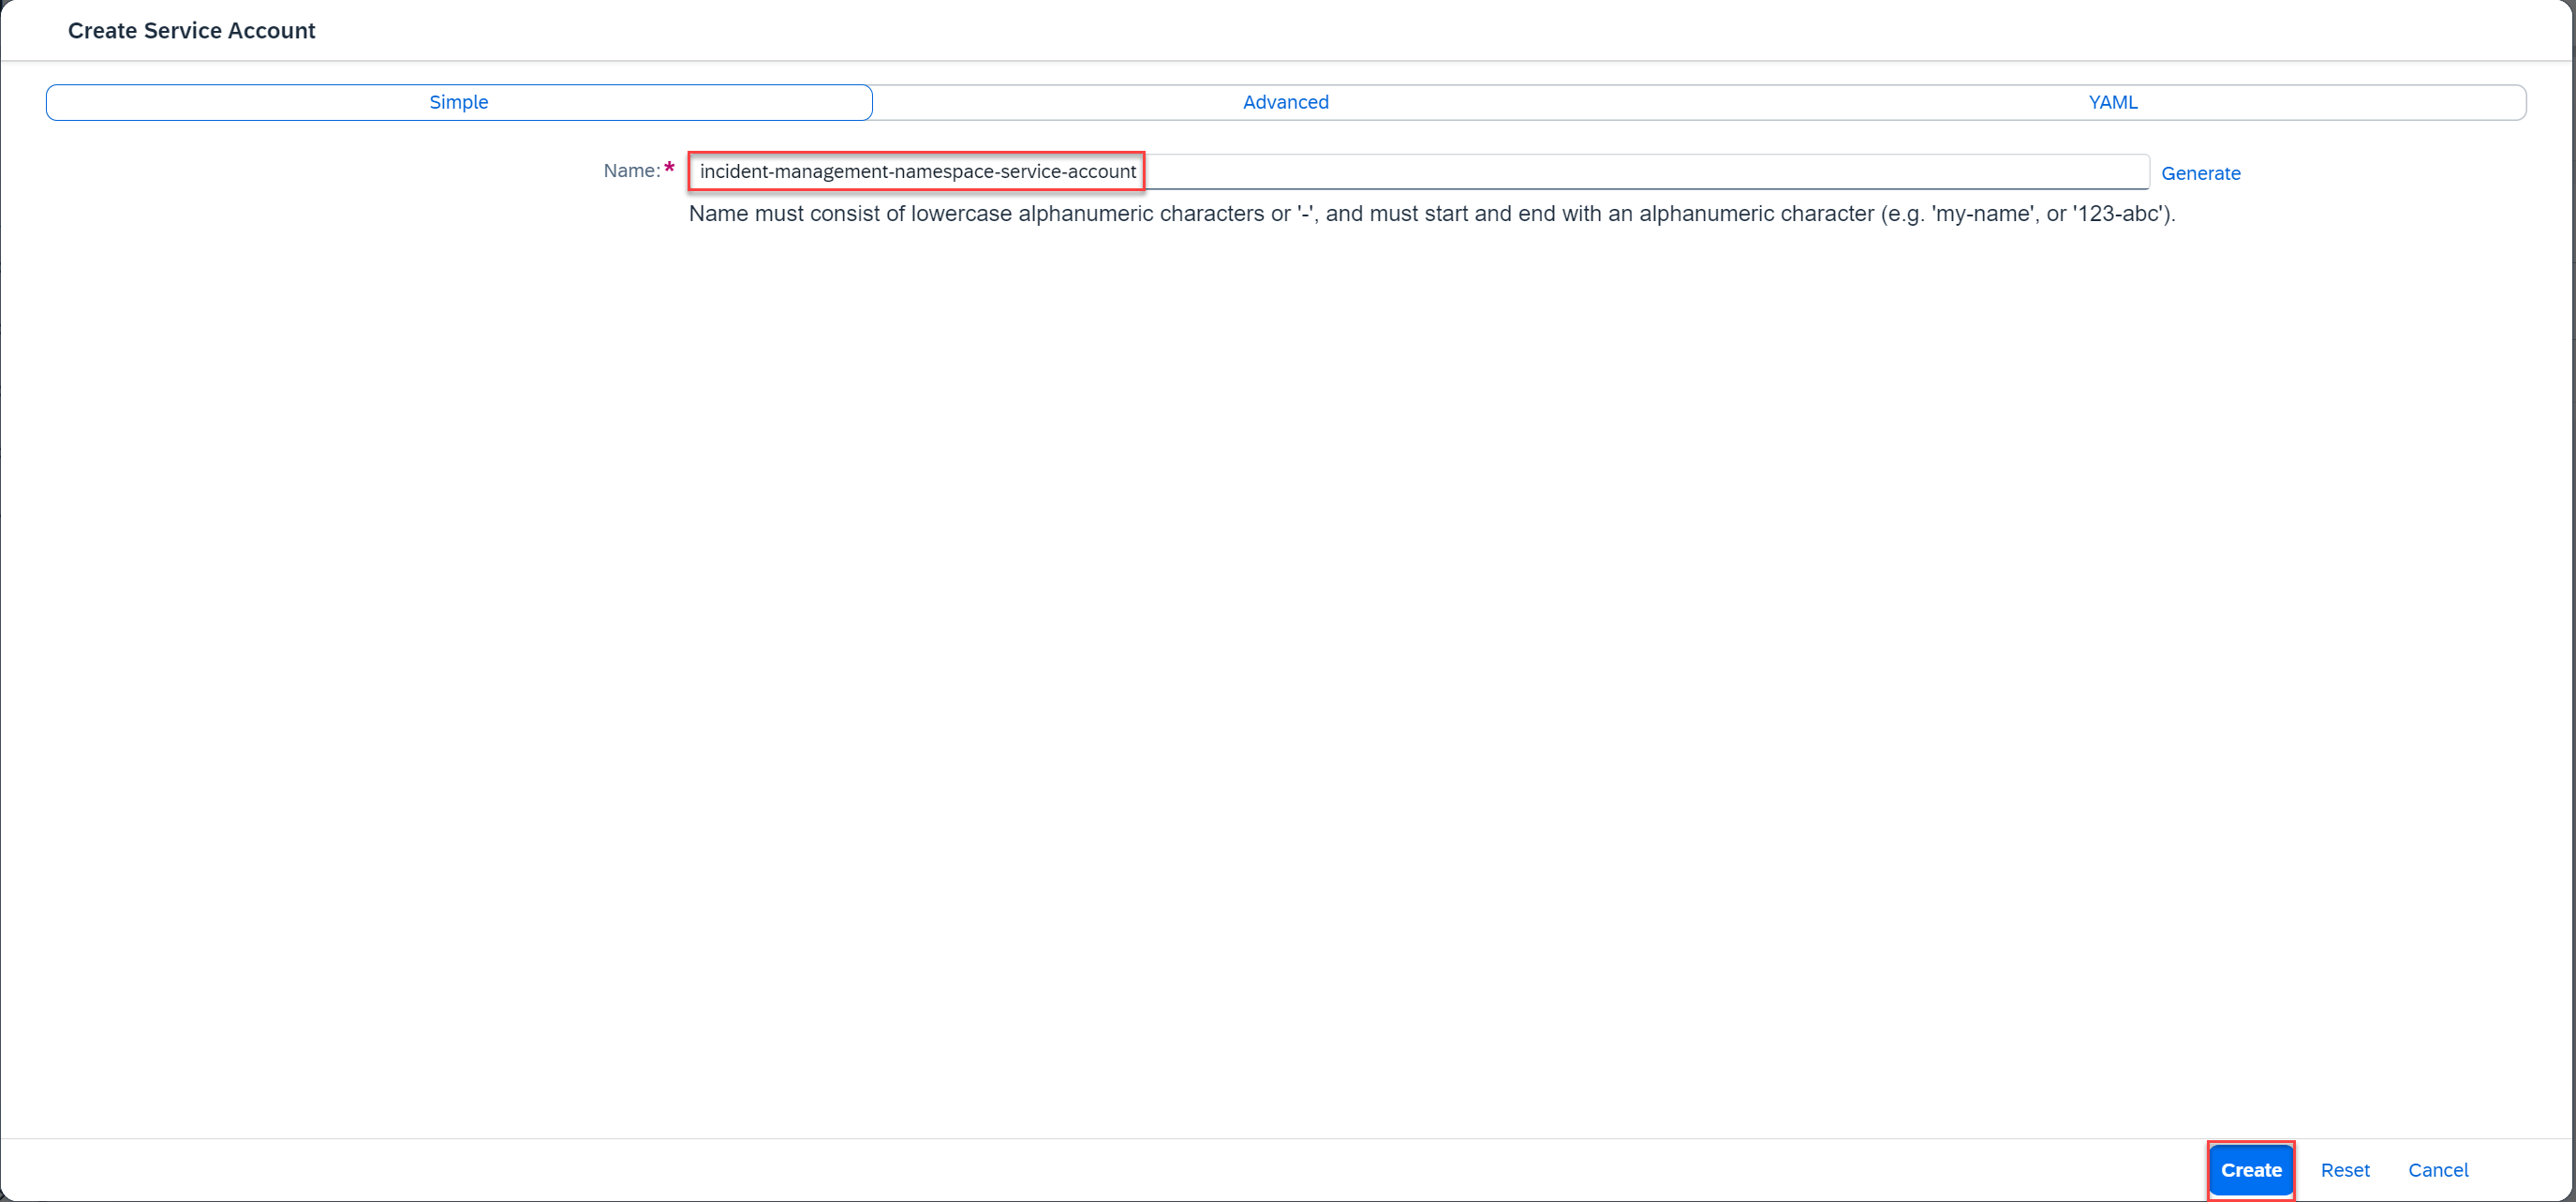 Create Service Account
Simple Advanced YAML
Name:* incident-management-namespace-service-account Generate
Name must consist of lowercase alphanumeric characters or '-', and must start and end with an alphanumeric character (e.g. 'my-name', or '123-abc').
Create Reset Cancel